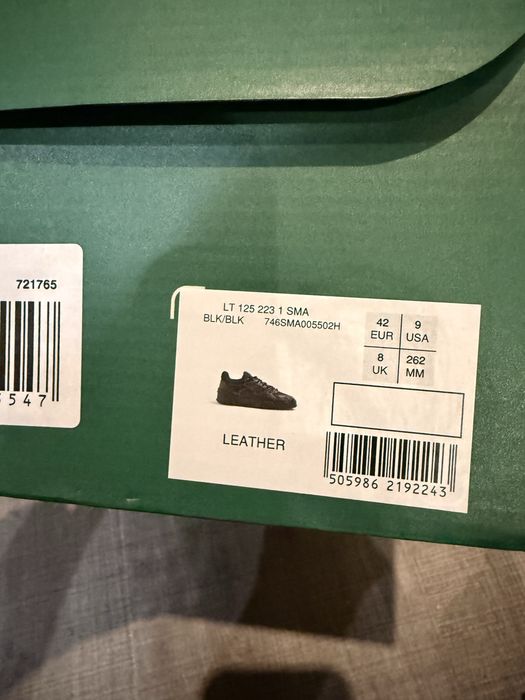 721765
5547
LT 125 223 1 SMA
BLK/BLK 746SMA005502H
42 EUR 9 USA
8 UK 262 MM
LEATHER
505986 2192243